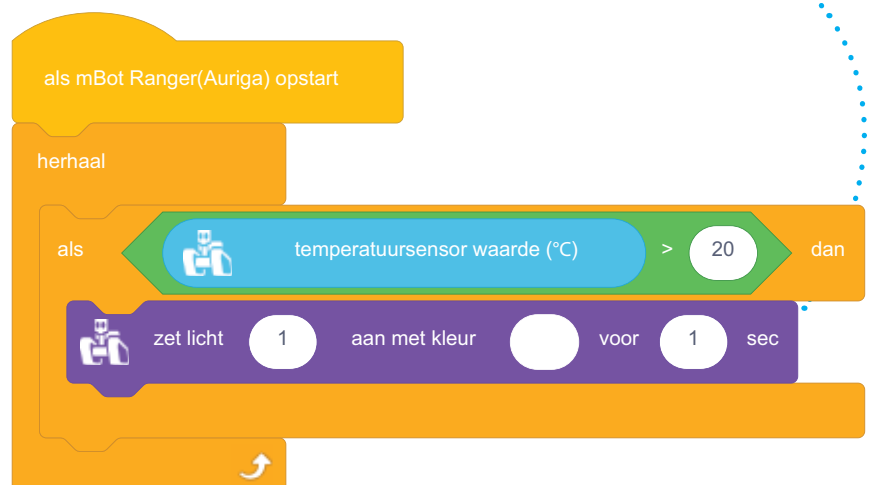 als mBot Ranger(Auriga) opstart
herhaal
als temperatuursensor waarde (℃) > 20 dan
zet licht 1 aan met kleur voor 1 sec